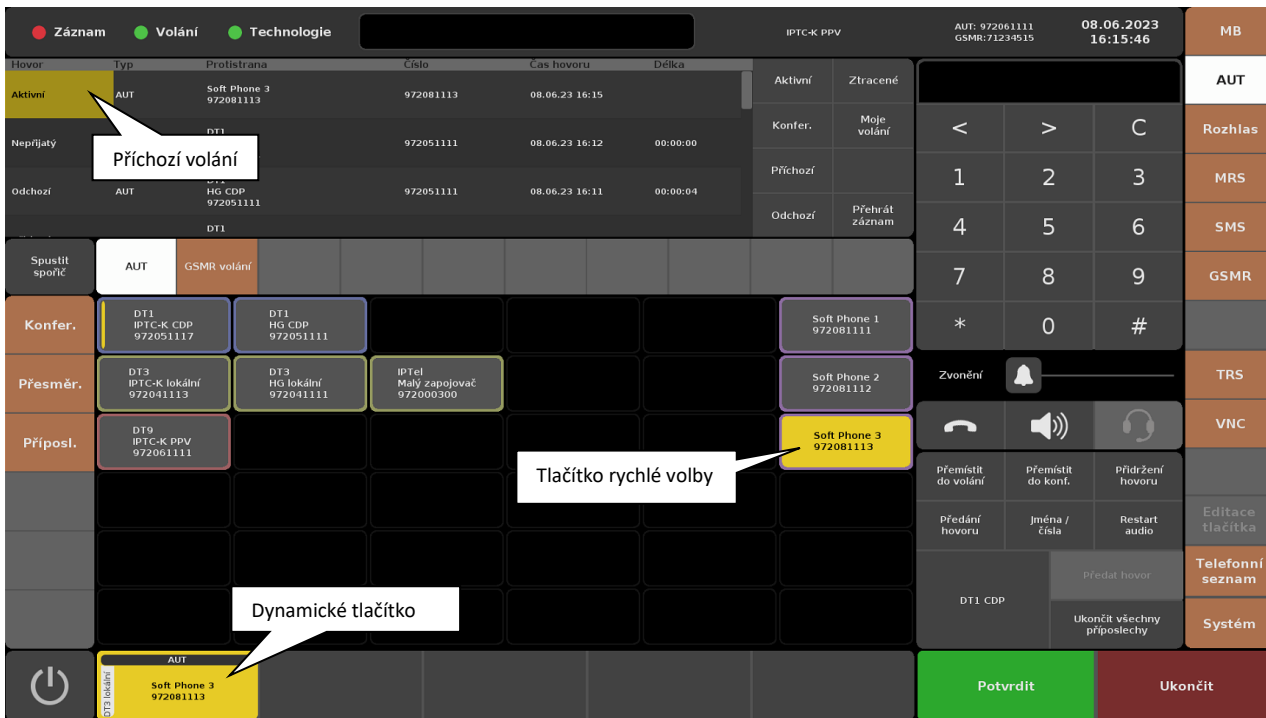 Záznam
Volání
Technologie
IPTC-K PPV
AUT: 972061111
GSMR:71234515
08.06.2023
16:15:46
MB
Hovor Typ Protistrana Číslo Čas hovoru Délka
Aktivní AUT Soft Phone 3 972081113 08.06.23 16:15
972081113
Příchozí volání
DT1
Nepřijatý 972051111 08.06.23 16:12 00:00:00
Odchozí AUT HG CDP 972051111 08.06.23 16:11 00:00:04
972051111
DT1
Aktivní Ztracené
Konfer. Moje
volání
Příchozí
Odchozí Přehrát
záznam
< > C
1 2 3
4 5 6
7 8 9
* 0 #
AUT
Rozhlas
MRS
SMS
GSMR
TRS
VNC
Editace
tlačítka
Telefonní
seznam
Systém
Spustit
spořič
AUT
GSMR volání
Konfer.
Přesměr.
Příposl.
DT1
IPTC-K CDP
972051117
DT1
HG CDP
972051111
Soft Phone 1
972081111
DT3
IPTC-K lokální
972041113
DT3
HG lokální
972041111
IPTel
Malý zapojovač
972000300
Soft Phone 2
972081112
DT9
IPTC-K PPV
972061111
Soft Phone 3
972081113
Tlačítko rychlé volby
Dynamické tlačítko
Zvonění
Přemístit
do volání
Přemístit
do konf.
Přidržení
hovoru
Předání
hovoru
Jména /
čísla
Restart
audio
DT1 CDP
Předat hovor
Ukončit všechny
příposlechy
AUT
DT3 lokální
Soft Phone 3
972081113
Potvrdit
Ukončit